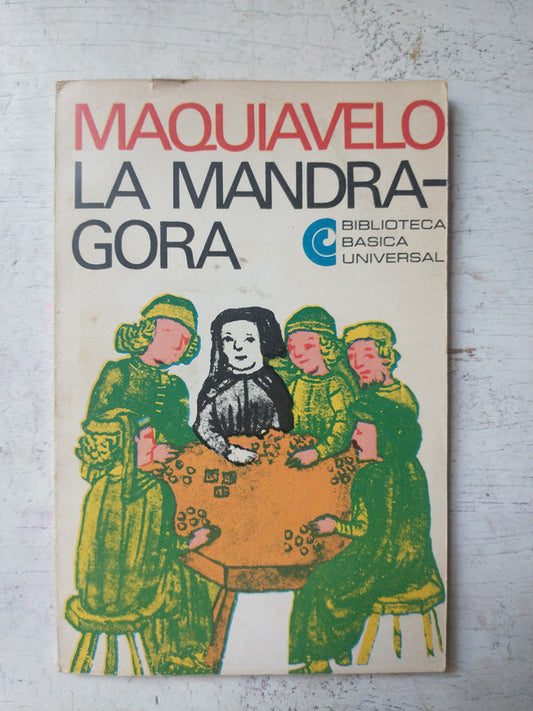 MAQUIAVELO
LA MANDRA-
GORA
BIBLIOTECA
BASICA
UNIVERSAL